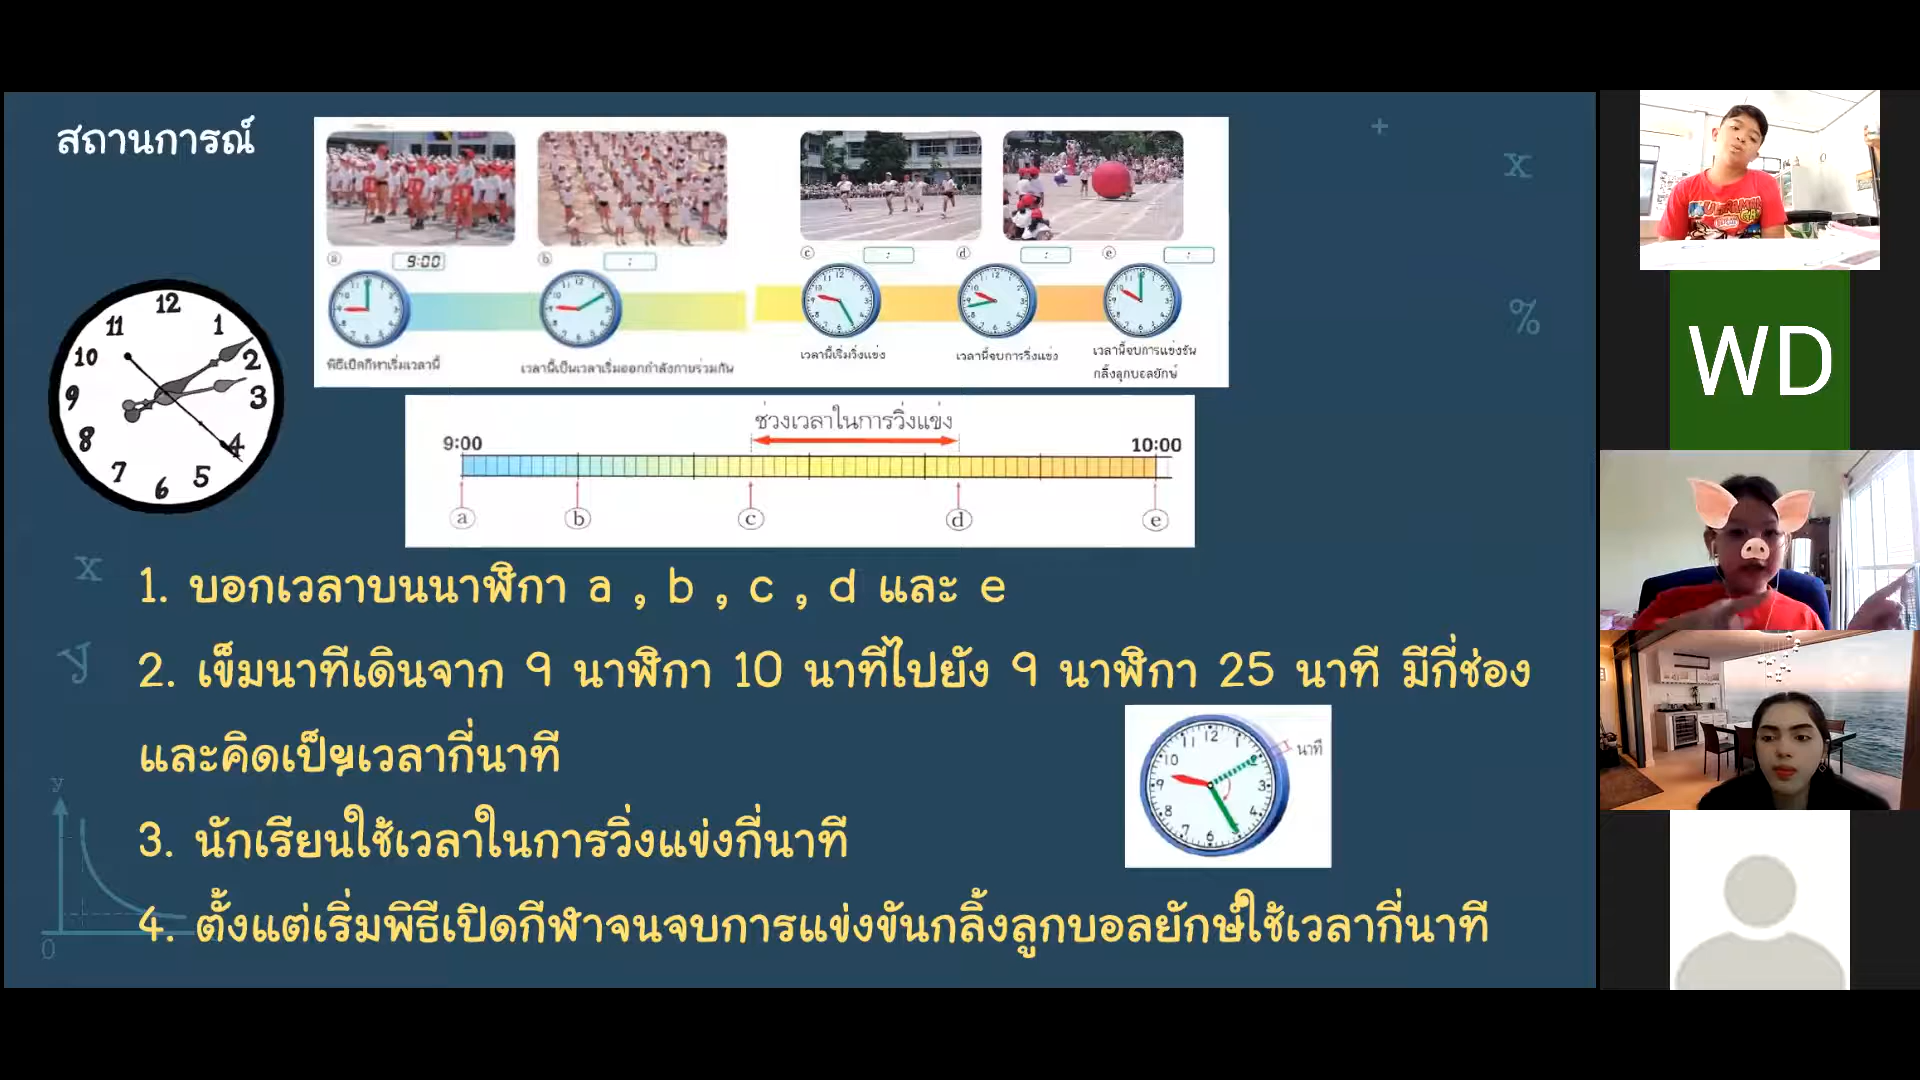 สถานการณ์
+
x
%
a
9:00
b
:
c
:
d
:
e
:
พิธีเปิดกีฬาเริ่มเวลานี้
เวลานี้เป็นเวลาเริ่มออกกำลังกายร่วมกัน
เวลานี้เริ่มวิ่งแข่ง
เวลานี้จบการวิ่งแข่ง
เวลานี้จบการแข่งขัน
กลิ้งลูกบอลยักษ์
12
11 1
10 2
9 3
8 4
7 5
6
ช่วงเวลาในการวิ่งแข่ง
9:00 10:00
a b c d e
x
1. บอกเวลาบนนาฬิกา a , b , c , d และ e
y
2. เข็มนาทีเดินจาก 9 นาฬิกา 10 นาทีไปยัง 9 นาฬิกา 25 นาที มีกี่ช่อง
และคิดเป็นเวลากี่นาที
นาที
3. นักเรียนใช้เวลาในการวิ่งแข่งกี่นาที
4. ตั้งแต่เริ่มพิธีเปิดกีฬาจนจบการแข่งขันกลิ้งลูกบอลยักษ์ใช้เวลากี่นาที
y
0
WD